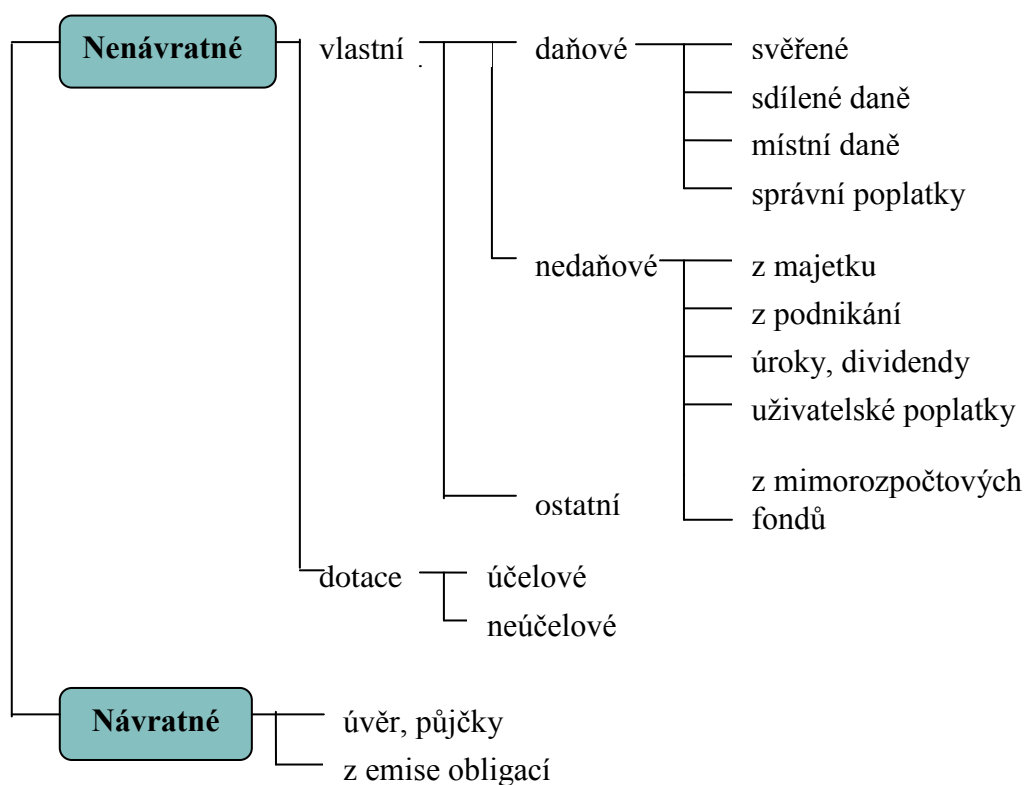 Nenávratné vlastní daňové svěřené
sdílené daně
místní daně
správní poplatky
nedaňové z majetku
z podnikání
úroky, dividendy
uživatelské poplatky
z mimorozpočtových
ostatní fondů
dotace účelové
neúčelové
Návratné úvěr, půjčky
z emise obligací